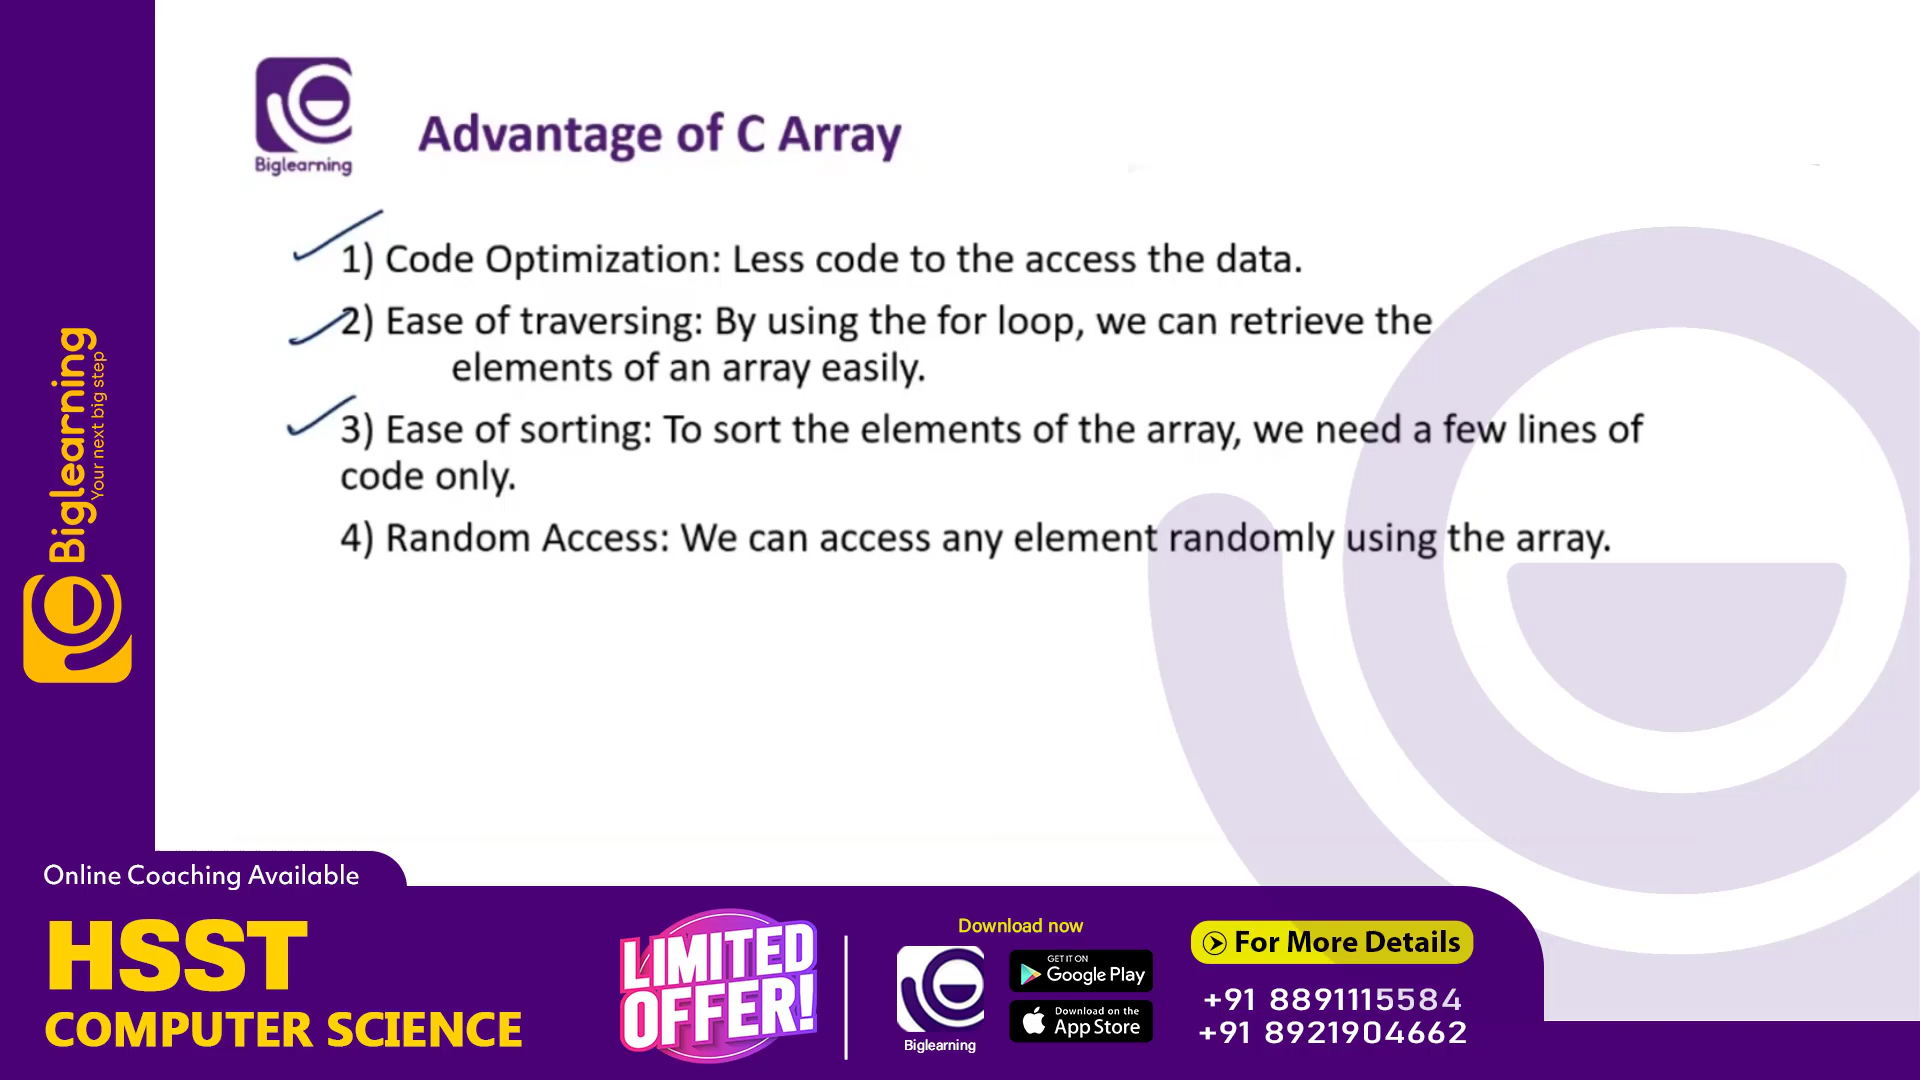 Biglearning
Advantage of C Array
1) Code Optimization: Less code to the access the data.
2) Ease of traversing: By using the for loop, we can retrieve the
elements of an array easily.
3) Ease of sorting: To sort the elements of the array, we need a few lines of
code only.
4) Random Access: We can access any element randomly using the array.
Biglearning
Your next big step
Online Coaching Available
HSST
COMPUTER SCIENCE
LIMITED
OFFER!
Download now
Biglearning
GET IT ON
Google Play
Download on the
App Store
For More Details
+91 8891115584
+91 8921904662